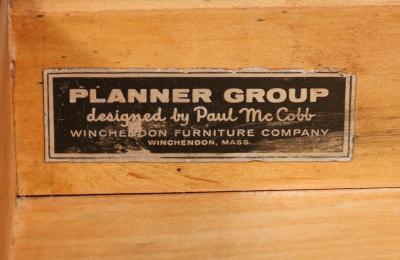 PLANNER GROUP
designed by Paul McCobb
WINCHENDON FURNITURE COMPANY
WINCHENDON, MASS.